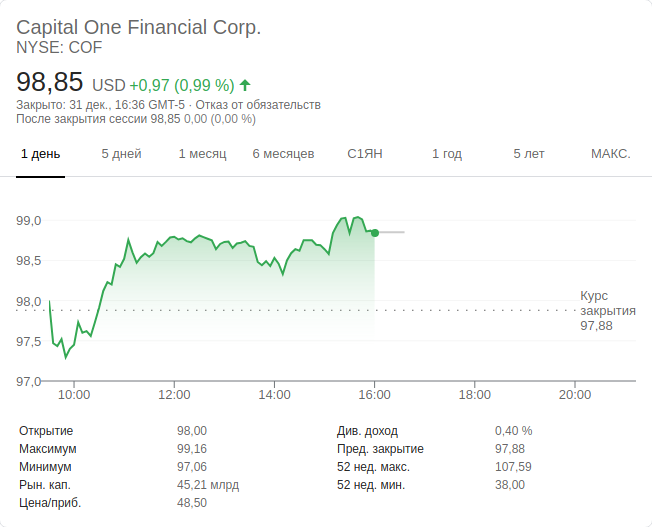 Capital One Financial Corp.
NYSE: COF
98,85 USD +0,97 (0,99 %)
Закрыто: 31 дек., 16:36 GMT-5 · Отказ от обязательств
После закрытия сессии 98,85 0,00 (0,00 %)
1 день 5 дней 1 месяц 6 месяцев С1ЯН 1 год 5 лет МАКС.
99,0
98,5
98,0
97,5
97,0
Курс
закрытия
97,88
10:00 12:00 14:00 16:00 18:00 20:00
Открытие 98,00 Див. доход 0,40 %
Максимум 99,16 Пред. закрытие 97,88
Минимум 97,06 52 нед. макс. 107,59
Рын. кап. 45,21 млрд 52 нед. мин. 38,00
Цена/приб. 48,50